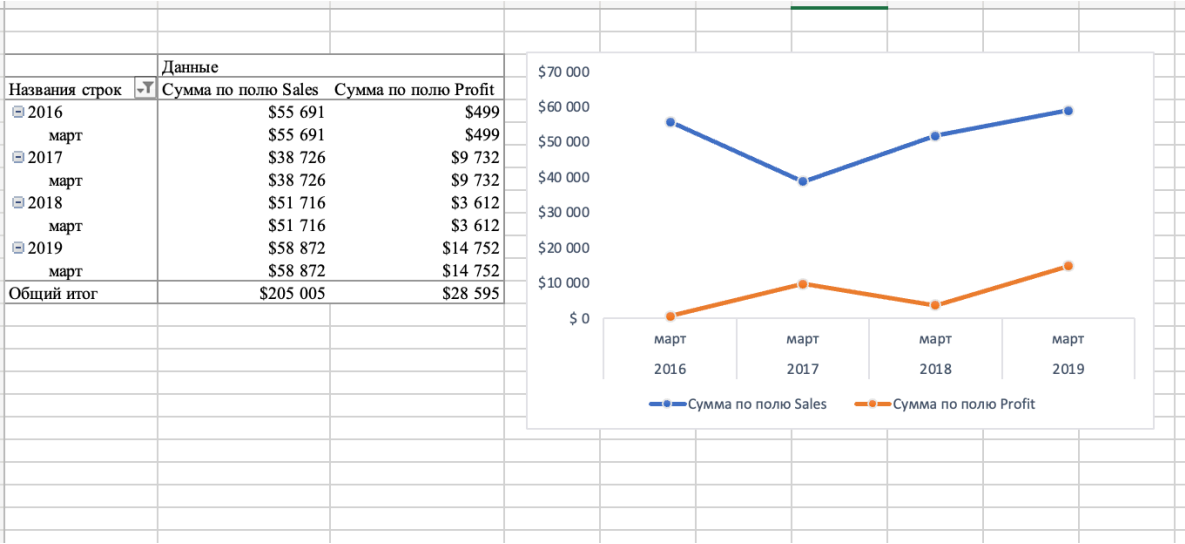 Данные
Названия строк Сумма по полю Sales Сумма по полю Profit
2016 $55 691 $499
март $55 691 $499
2017 $38 726 $9 732
март $38 726 $9 732
2018 $51 716 $3 612
март $51 716 $3 612
2019 $58 872 $14 752
март $58 872 $14 752
Общий итог $205 005 $28 595
$70 000
$60 000
$50 000
$40 000
$30 000
$20 000
$10 000
$ 0
март март март март
2016 2017 2018 2019
Сумма по полю Sales Сумма по полю Profit